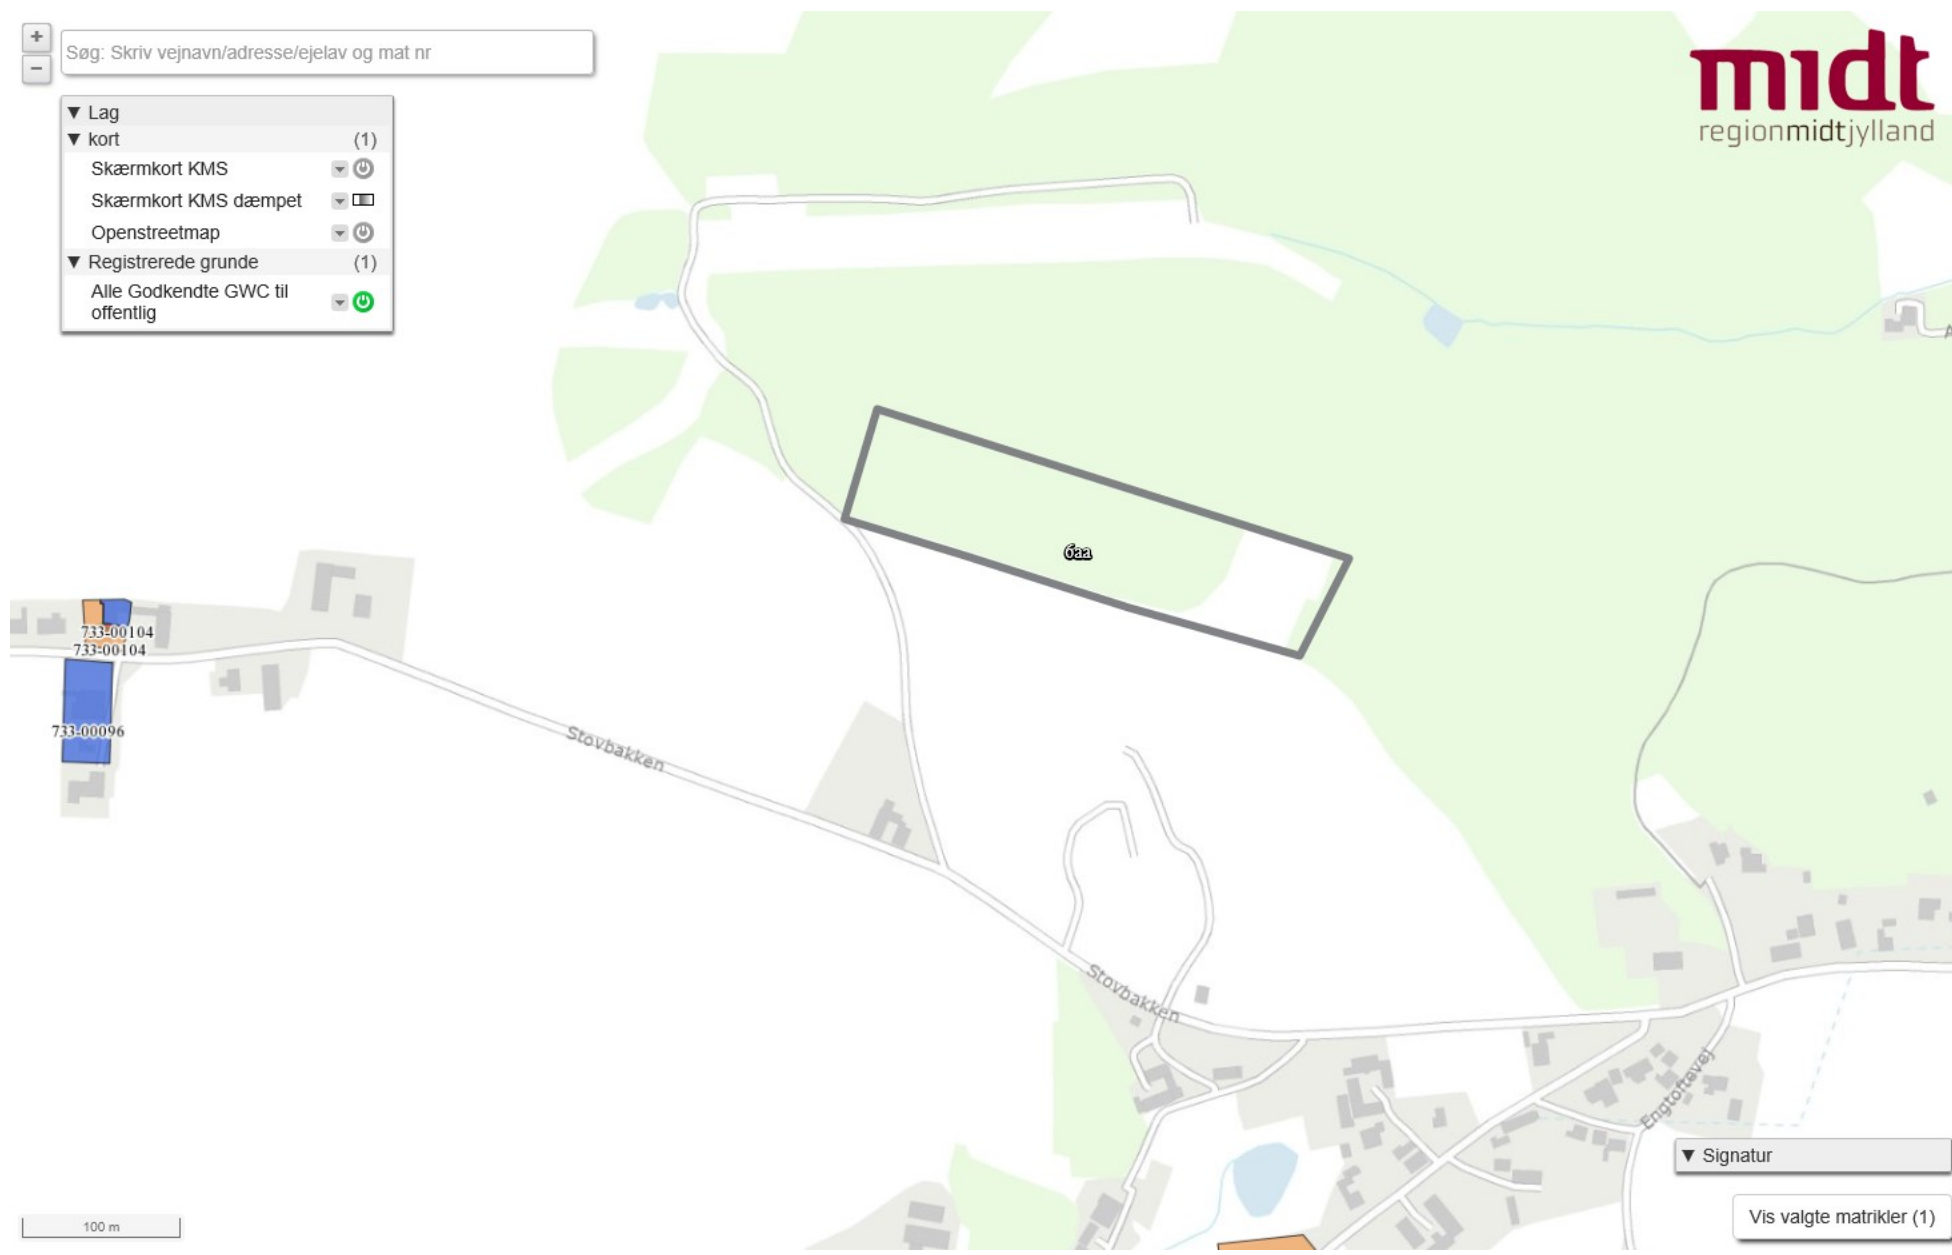 +
Søg: Skriv vejnavn/adresse/ejelav og mat nr
−
midt
regionmidtjylland
▼ Lag
▼ kort (1)
Skærmkort KMS
Skærmkort KMS dæmpet
Openstreetmap
▼ Registrerede grunde (1)
Alle Godkendte GWC til
offentlig
6aa
733-00104
733-00104
733-00096
Stovbakken
Stovbakken
Engtoftevej
▼ Signatur
Vis valgte matrikler (1)
100 m